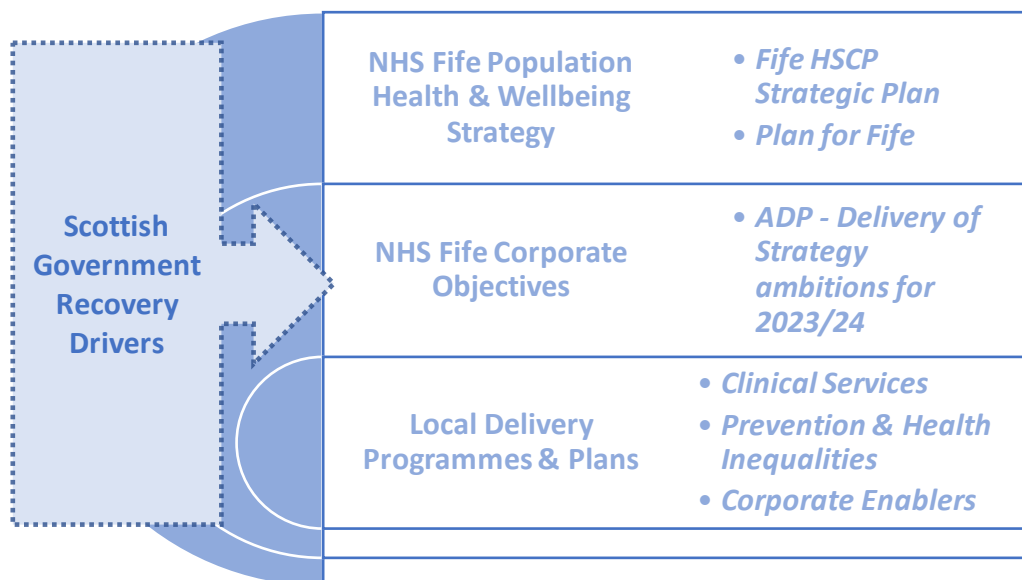 Scottish
Government
Recovery
Drivers
NHS Fife Population
Health & Wellbeing
Strategy
• Fife HSCP
Strategic Plan
• Plan for Fife
NHS Fife Corporate
Objectives
• ADP - Delivery of
Strategy
ambitions for
2023/24
Local Delivery
Programmes & Plans
• Clinical Services
• Prevention & Health
Inequalities
• Corporate Enablers